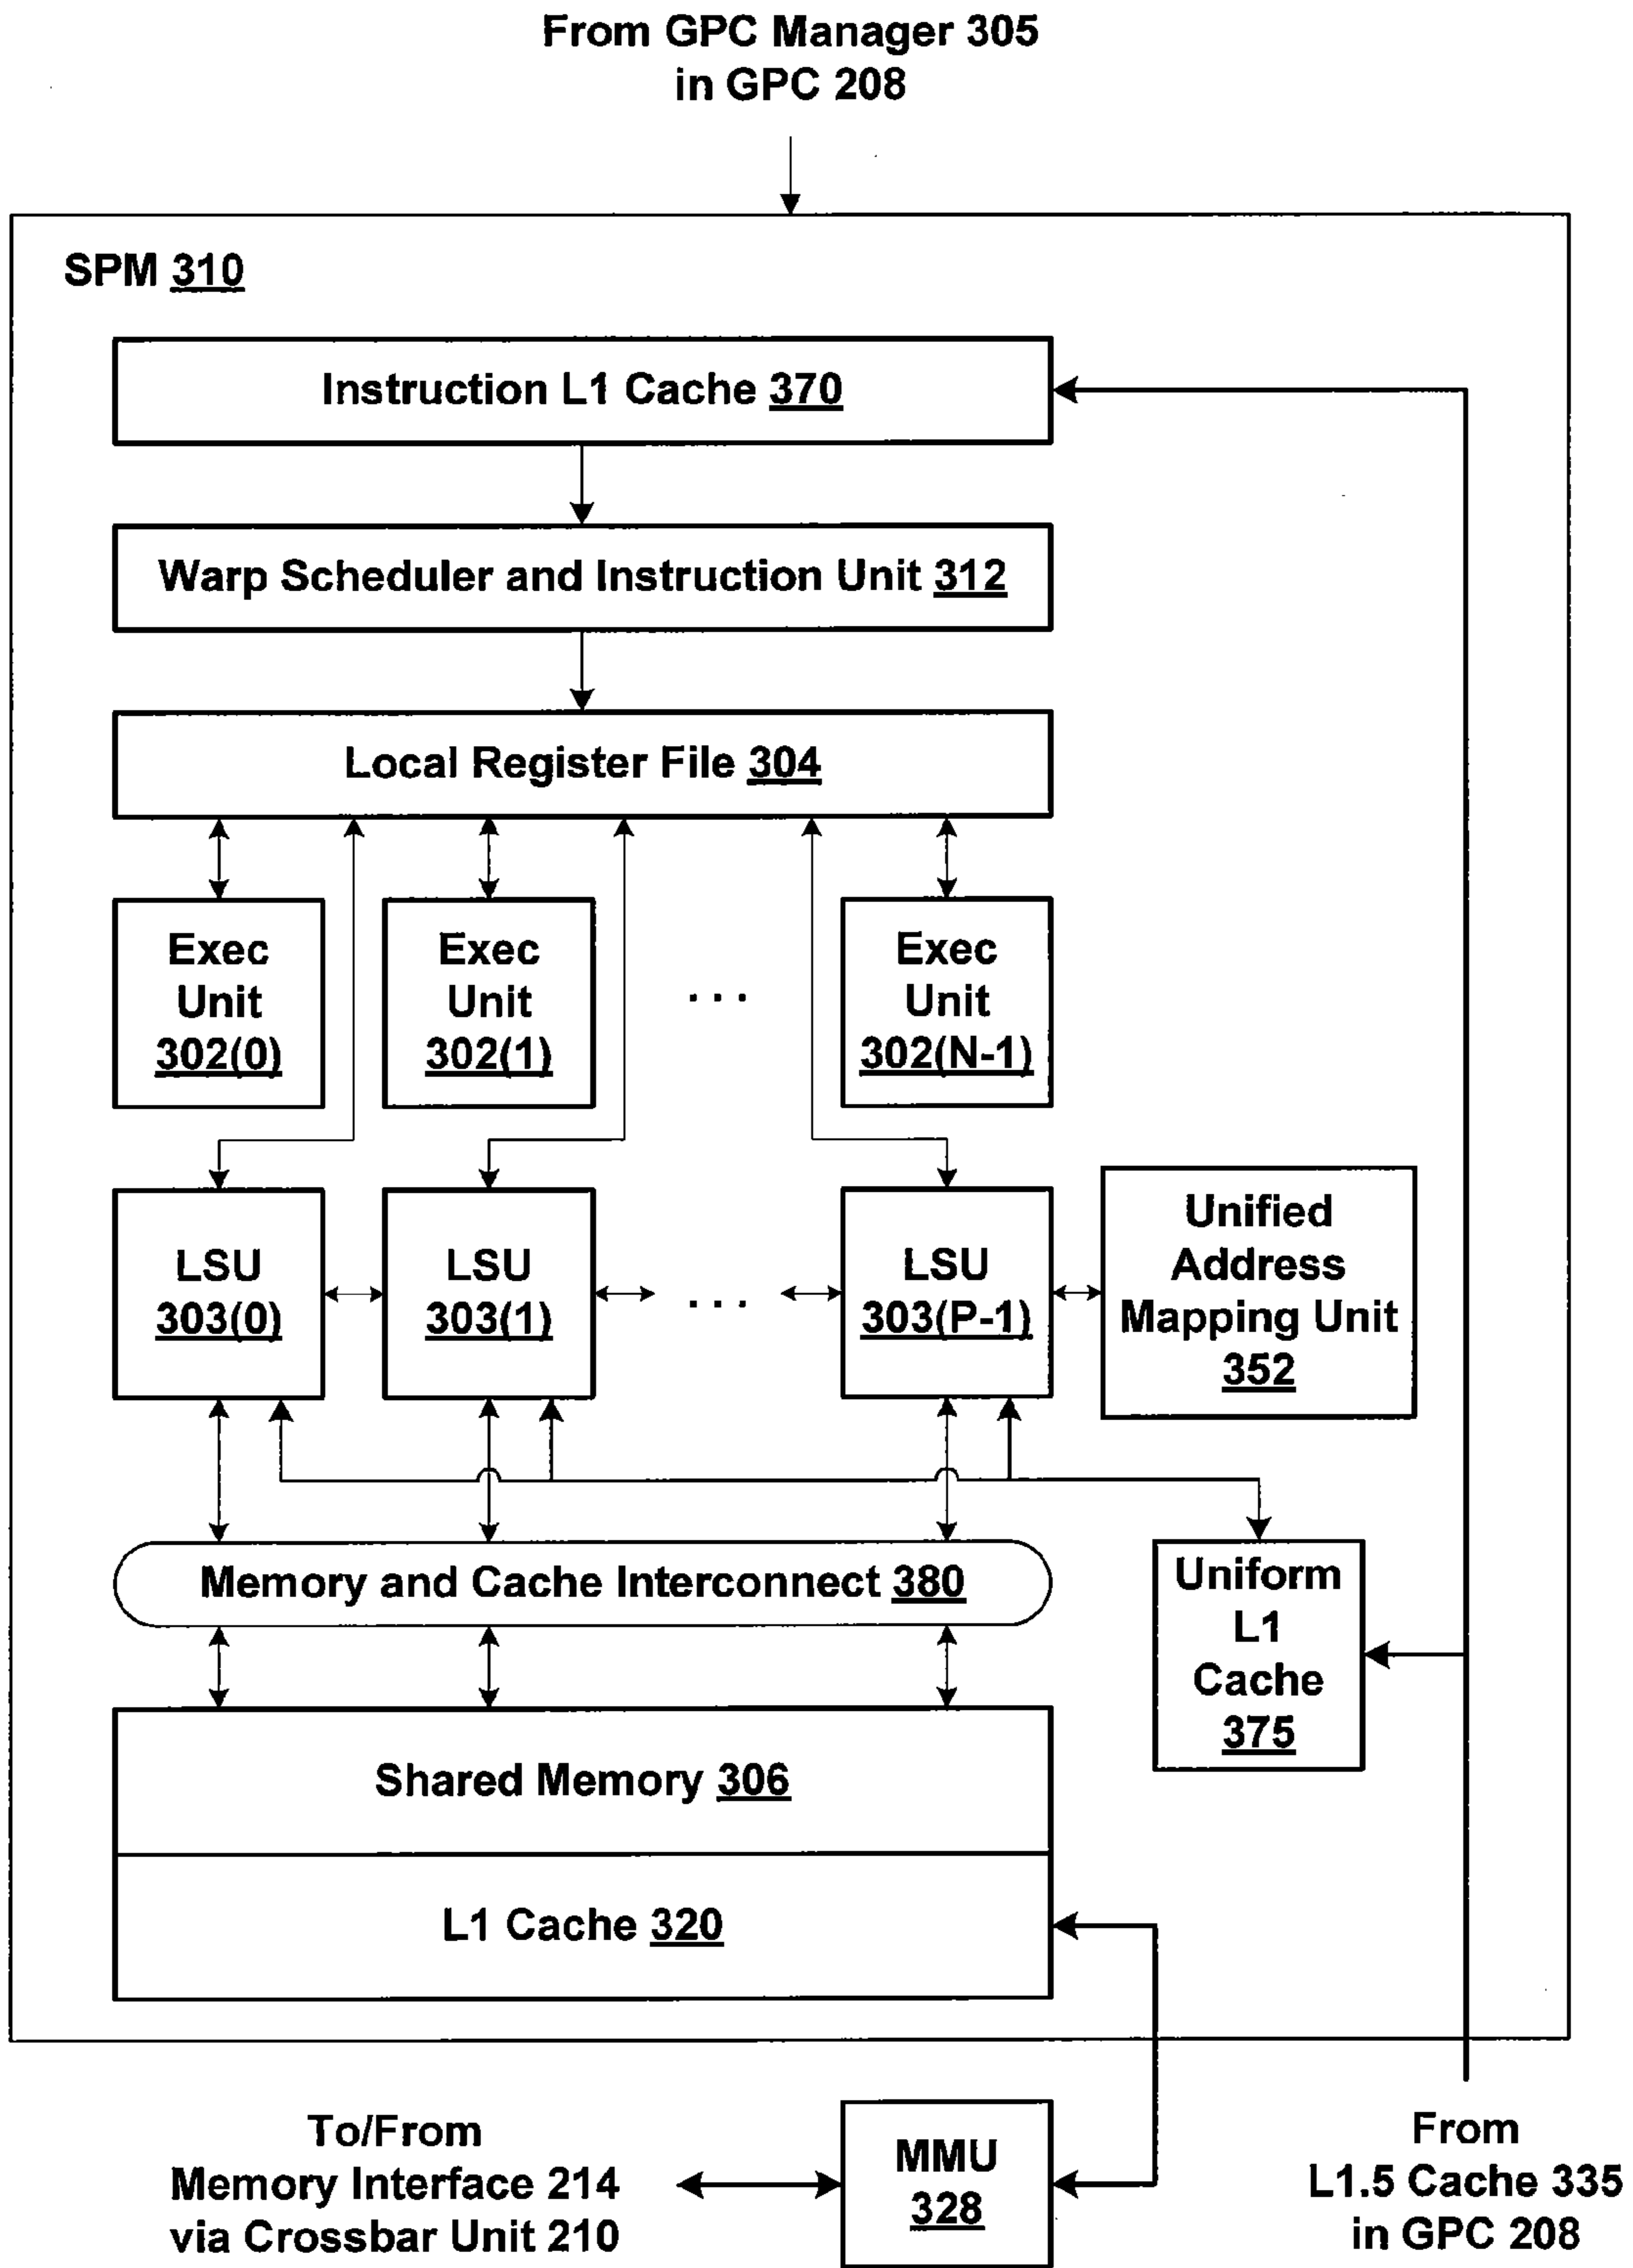 From GPC Manager 305
in GPC 208
SPM 310
Instruction L1 Cache 370
Warp Scheduler and Instruction Unit 312
Local Register File 304
Exec
Unit
302(0)
Exec
Unit
302(1)
. . .
Exec
Unit
302(N-1)
LSU
303(0)
LSU
303(1)
. . .
LSU
303(P-1)
Unified
Address
Mapping Unit
352
Memory and Cache Interconnect 380
Uniform
L1
Cache
375
Shared Memory 306
L1 Cache 320
To/From
Memory Interface 214
via Crossbar Unit 210
MMU
328
From
L1.5 Cache 335
in GPC 208